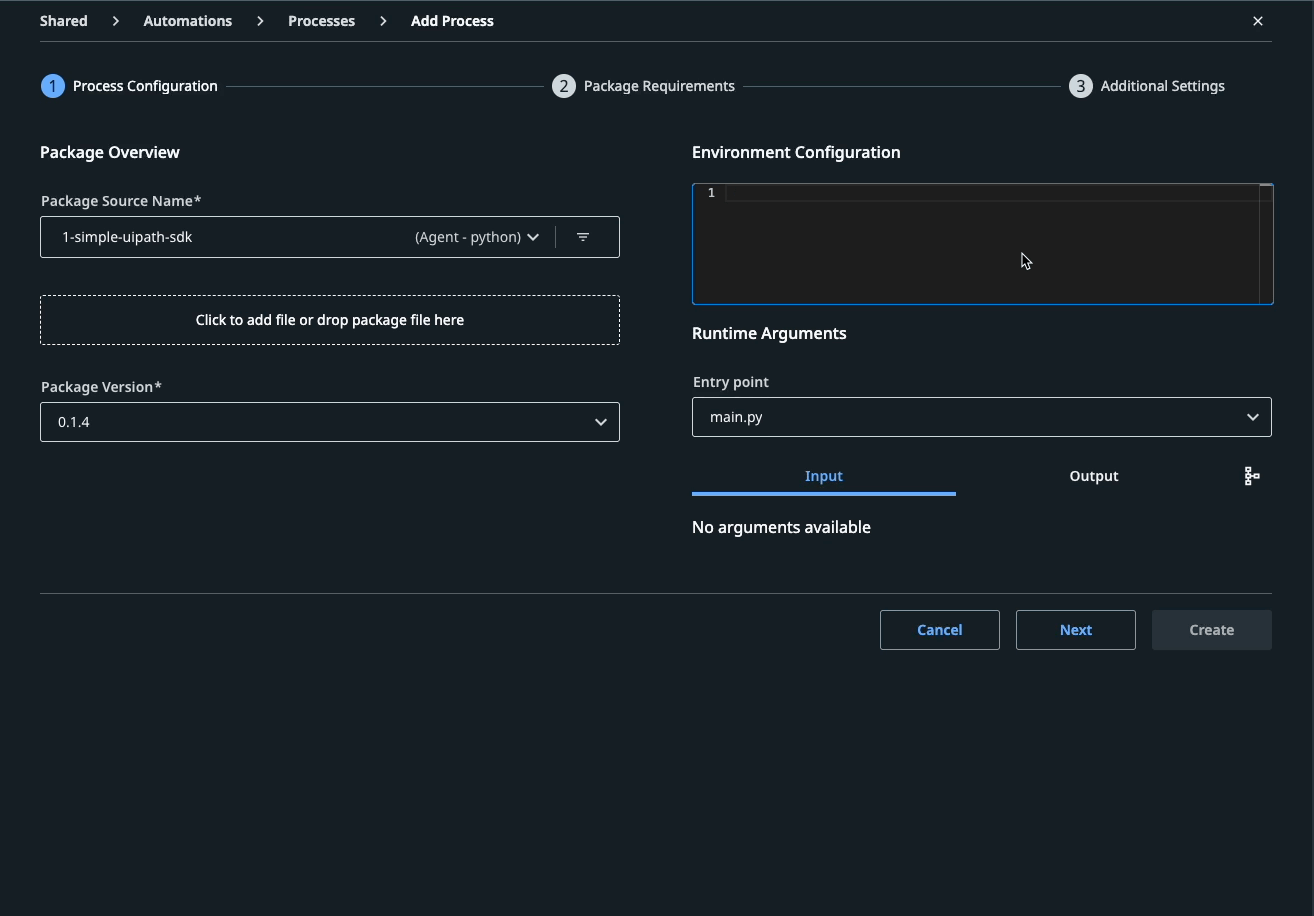 Shared > Automations > Processes > Add Process
1 Process Configuration 2 Package Requirements 3 Additional Settings
Package Overview
Package Source Name*
1-simple-uipath-sdk (Agent - python)
Click to add file or drop package file here
Package Version*
0.1.4
Environment Configuration
1
Runtime Arguments
Entry point
main.py
Input Output
No arguments available
Cancel Next Create